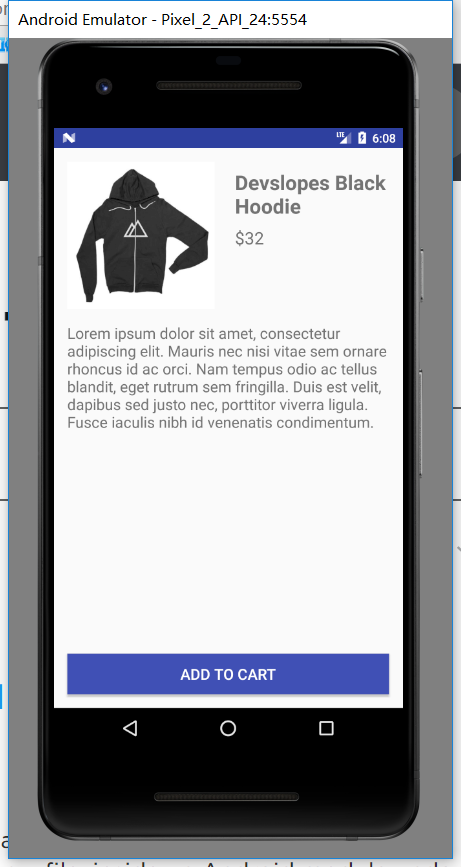 Android Emulator - Pixel_2_API_24:5554
LTE 6:08
Devslopes Black
Hoodie
$32
Lorem ipsum dolor sit amet, consectetur
adipiscing elit. Mauris nec nisi vitae sem ornare
rhoncus id ac orci. Nam tempus odio ac tellus
blandit, eget rutrum sem fringilla. Duis est velit,
dapibus sed justo nec, porttitor viverra ligula.
Fusce iaculis nibh id venenatis condimentum.
ADD TO CART